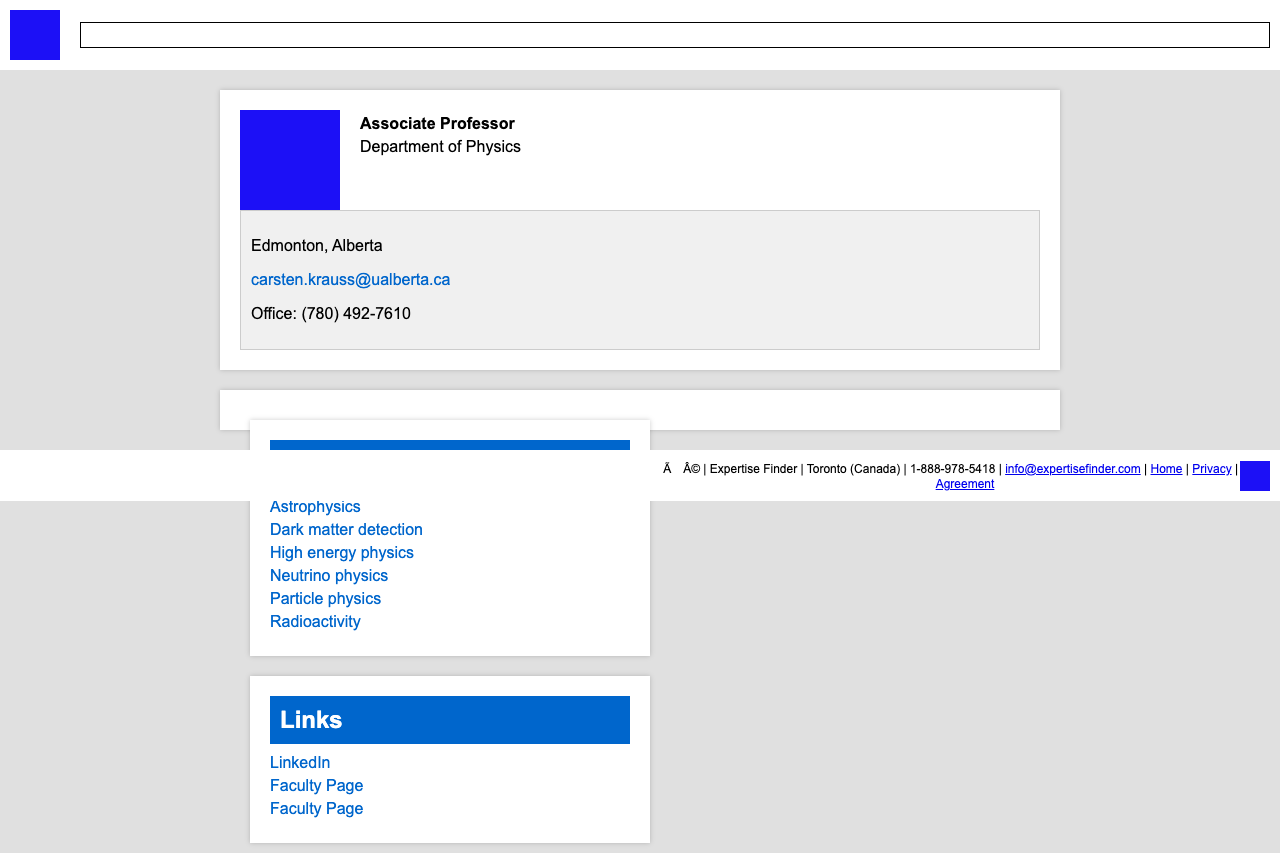 Associate Professor
Department of Physics
Edmonton, Alberta
carsten.krauss@ualberta.ca
Office: (780) 492-7610
Ã Â© | Expertise Finder | Toronto (Canada) | 1-888-978-5418 | info@expertisefinder.com | Home | Privacy |
Agreement
Astrophysics
Dark matter detection
High energy physics
Neutrino physics
Particle physics
Radioactivity
Links
LinkedIn
Faculty Page
Faculty Page